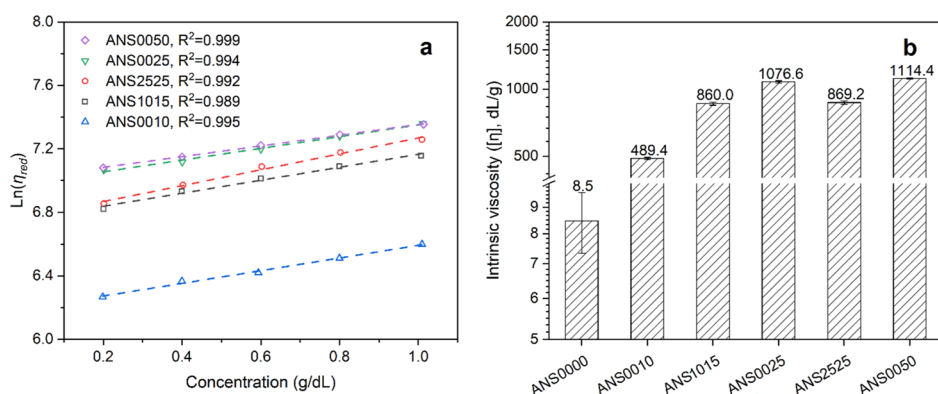 a
ANS0050, R²=0.999
ANS0025, R²=0.994
ANS2525, R²=0.992
ANS1015, R²=0.989
ANS0010, R²=0.995
Ln(ηred)
8.0
7.6
7.2
6.8
6.4
6.0
0.2 0.4 0.6 0.8 1.0
Concentration (g/dL)
b
Intrinsic viscosity ([η], dL/g)
2000
1500
1000
500
9
8
7
6
5
8.5
489.4
860.0
1076.6
869.2
1114.4
ANS0000 ANS0010 ANS1015 ANS0025 ANS2525 ANS0050